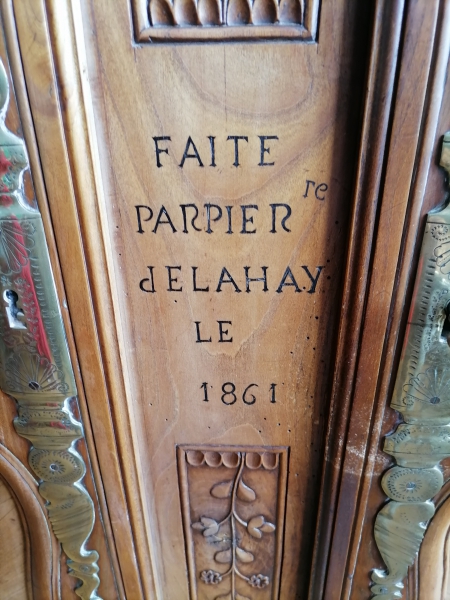 FAITE
PARPIER re
dELAHAY
LE
1861